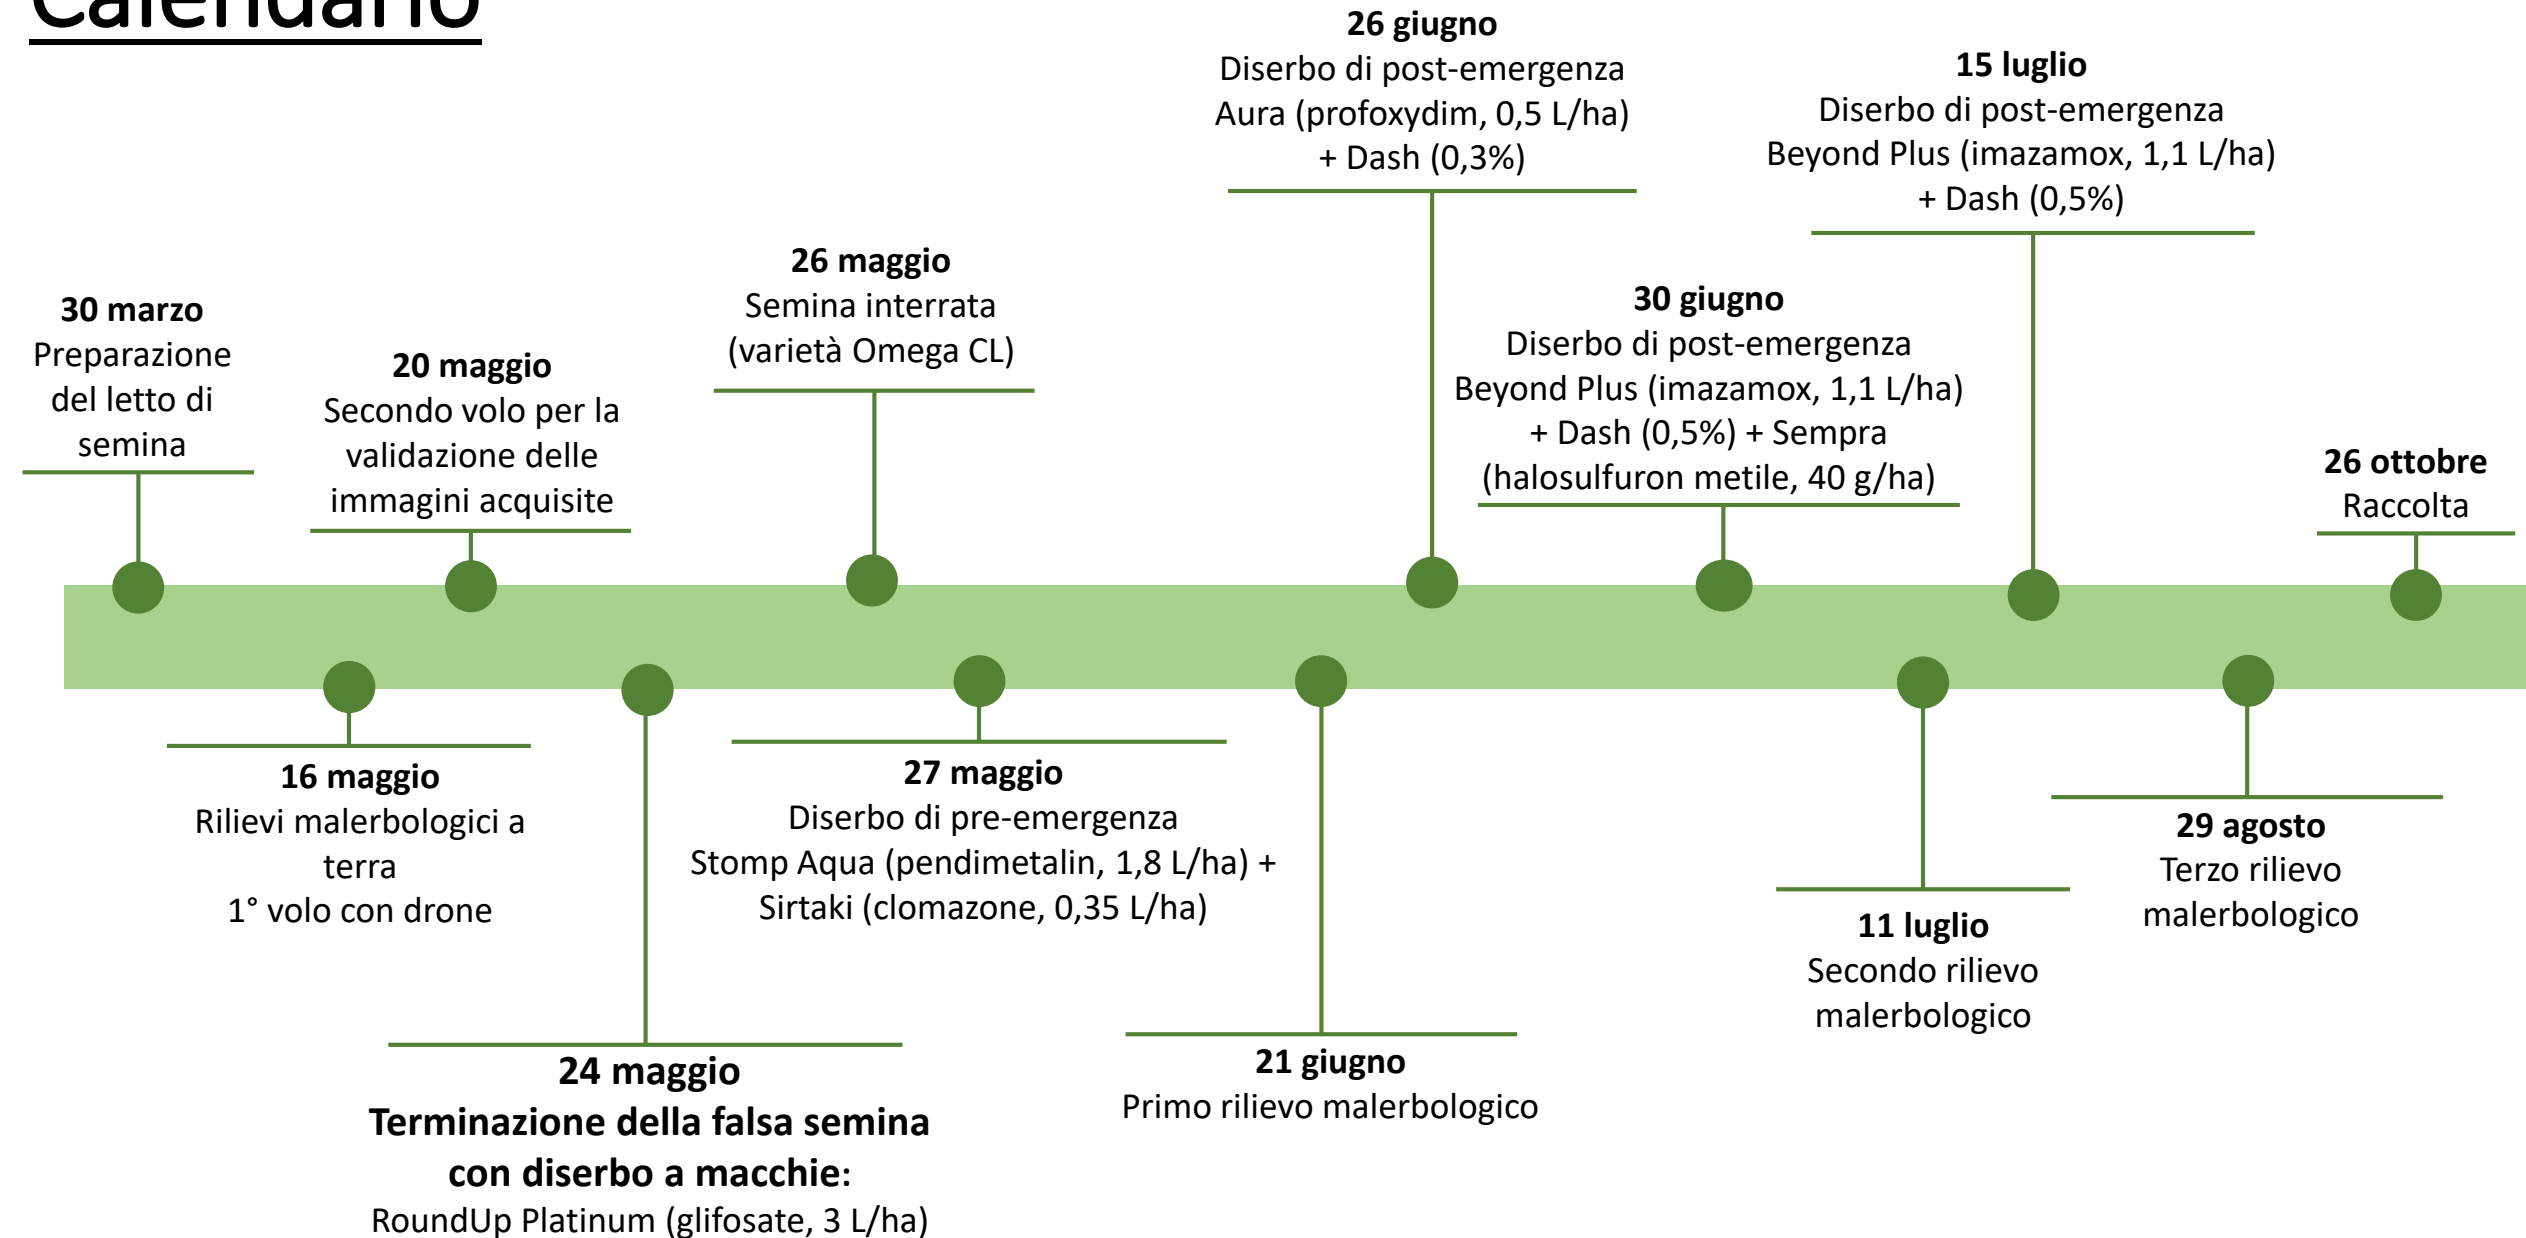 Calendario
30 marzo
Preparazione
del letto di
semina
16 maggio
Rilievi malerbologici a
terra
1° volo con drone
20 maggio
Secondo volo per la
validazione delle
immagini acquisite
24 maggio
Terminazione della falsa semina
con diserbo a macchie:
RoundUp Platinum (glifosate, 3 L/ha)
26 maggio
Semina interrata
(varietà Omega CL)
27 maggio
Diserbo di pre-emergenza
Stomp Aqua (pendimetalin, 1,8 L/ha) +
Sirtaki (clomazone, 0,35 L/ha)
21 giugno
Primo rilievo malerbologico
26 giugno
Diserbo di post-emergenza
Aura (profoxydim, 0,5 L/ha)
+ Dash (0,3%)
30 giugno
Diserbo di post-emergenza
Beyond Plus (imazamox, 1,1 L/ha)
+ Dash (0,5%) + Sempra
(halosulfuron metile, 40 g/ha)
11 luglio
Secondo rilievo
malerbologico
15 luglio
Diserbo di post-emergenza
Beyond Plus (imazamox, 1,1 L/ha)
+ Dash (0,5%)
29 agosto
Terzo rilievo
malerbologico
26 ottobre
Raccolta